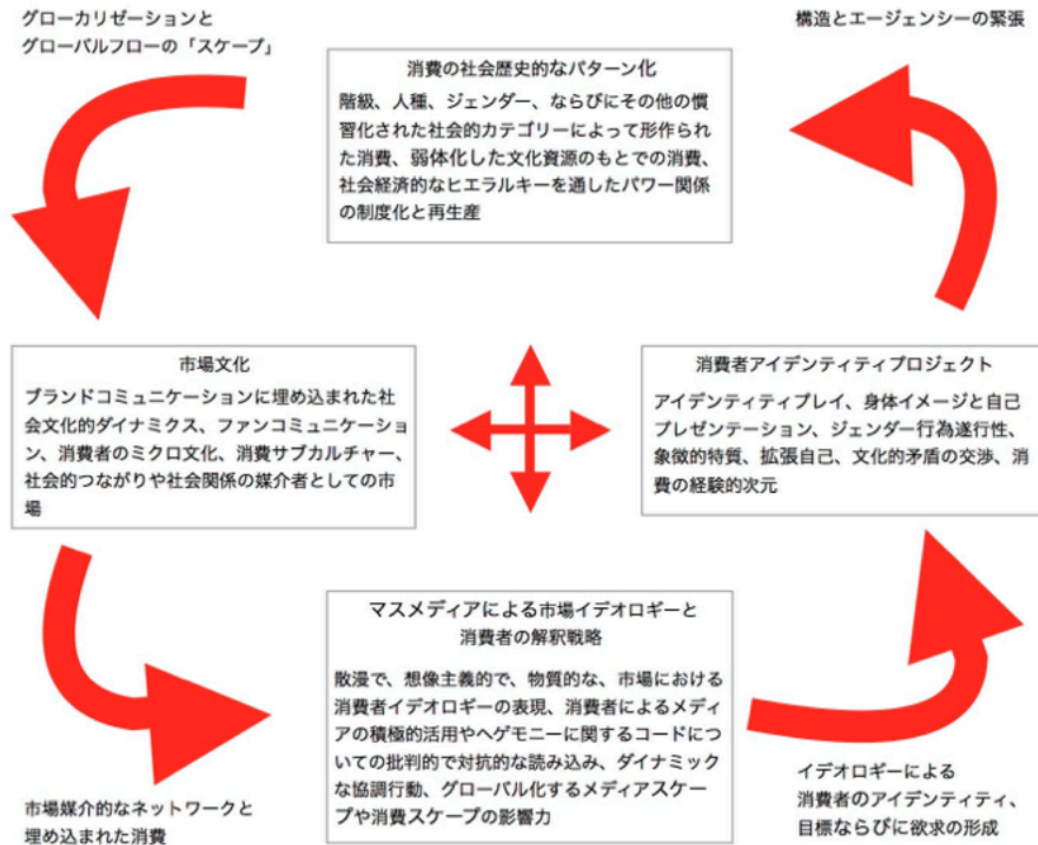 グローカリゼーションと
グローバルフローの「スケープ」
構造とエージェンシーの緊張
消費の社会歴史的なパターン化
階級、人種、ジェンダー、ならびにその他の慣
習化された社会的カテゴリーによって形作られ
た消費、弱体化した文化資源のもとでの消費、
社会経済的なヒエラルキーを通したパワー関係
の制度化と再生産
市場文化
ブランドコミュニケーションに埋め込まれた社
会文化的ダイナミクス、ファンコミュニケーショ
ン、消費者のミクロ文化、消費サブカルチャー、
社会的つながりや社会関係の媒介者としての市
場
消費者アイデンティティプロジェクト
アイデンティティプレイ、身体イメージと自己
プレゼンテーション、ジェンダー行為遂行性、
象徴的特質、拡張自己、文化的矛盾の交渉、消
費の経験的次元
マスメディアによる市場イデオロギーと
消費者の解釈戦略
散漫で、想像主義的で、物質的な、市場における
消費者イデオロギーの表現、消費者によるメディ
アの積極的活用やヘゲモニーに関するコードにつ
いての批判的で対抗的な読み込み、ダイナミック
な協調行動、グローバル化するメディアスケー
プや消費スケープの影響力
市場媒介的なネットワークと
埋め込まれた消費
イデオロギーによる
消費者のアイデンティティ、
目標ならびに欲求の形成